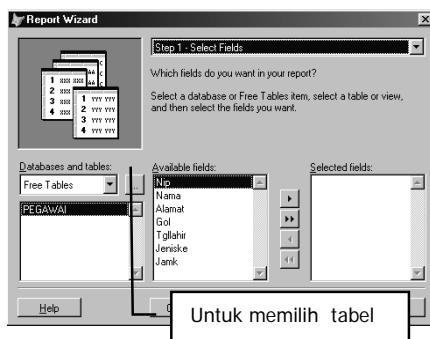 Report Wizard
Step 1 - Select Fields
Which fields do you want in your report?
Select a database or Free Tables item, select a table or view,
and then select the fields you want.
Databases and tables:
Free Tables
...
PEGAWAI
Available fields:
Nip
Nama
Alamat
Gol
Tgllahir
Jeniske
Jamk
Selected fields:
Help
Untuk memilih tabel